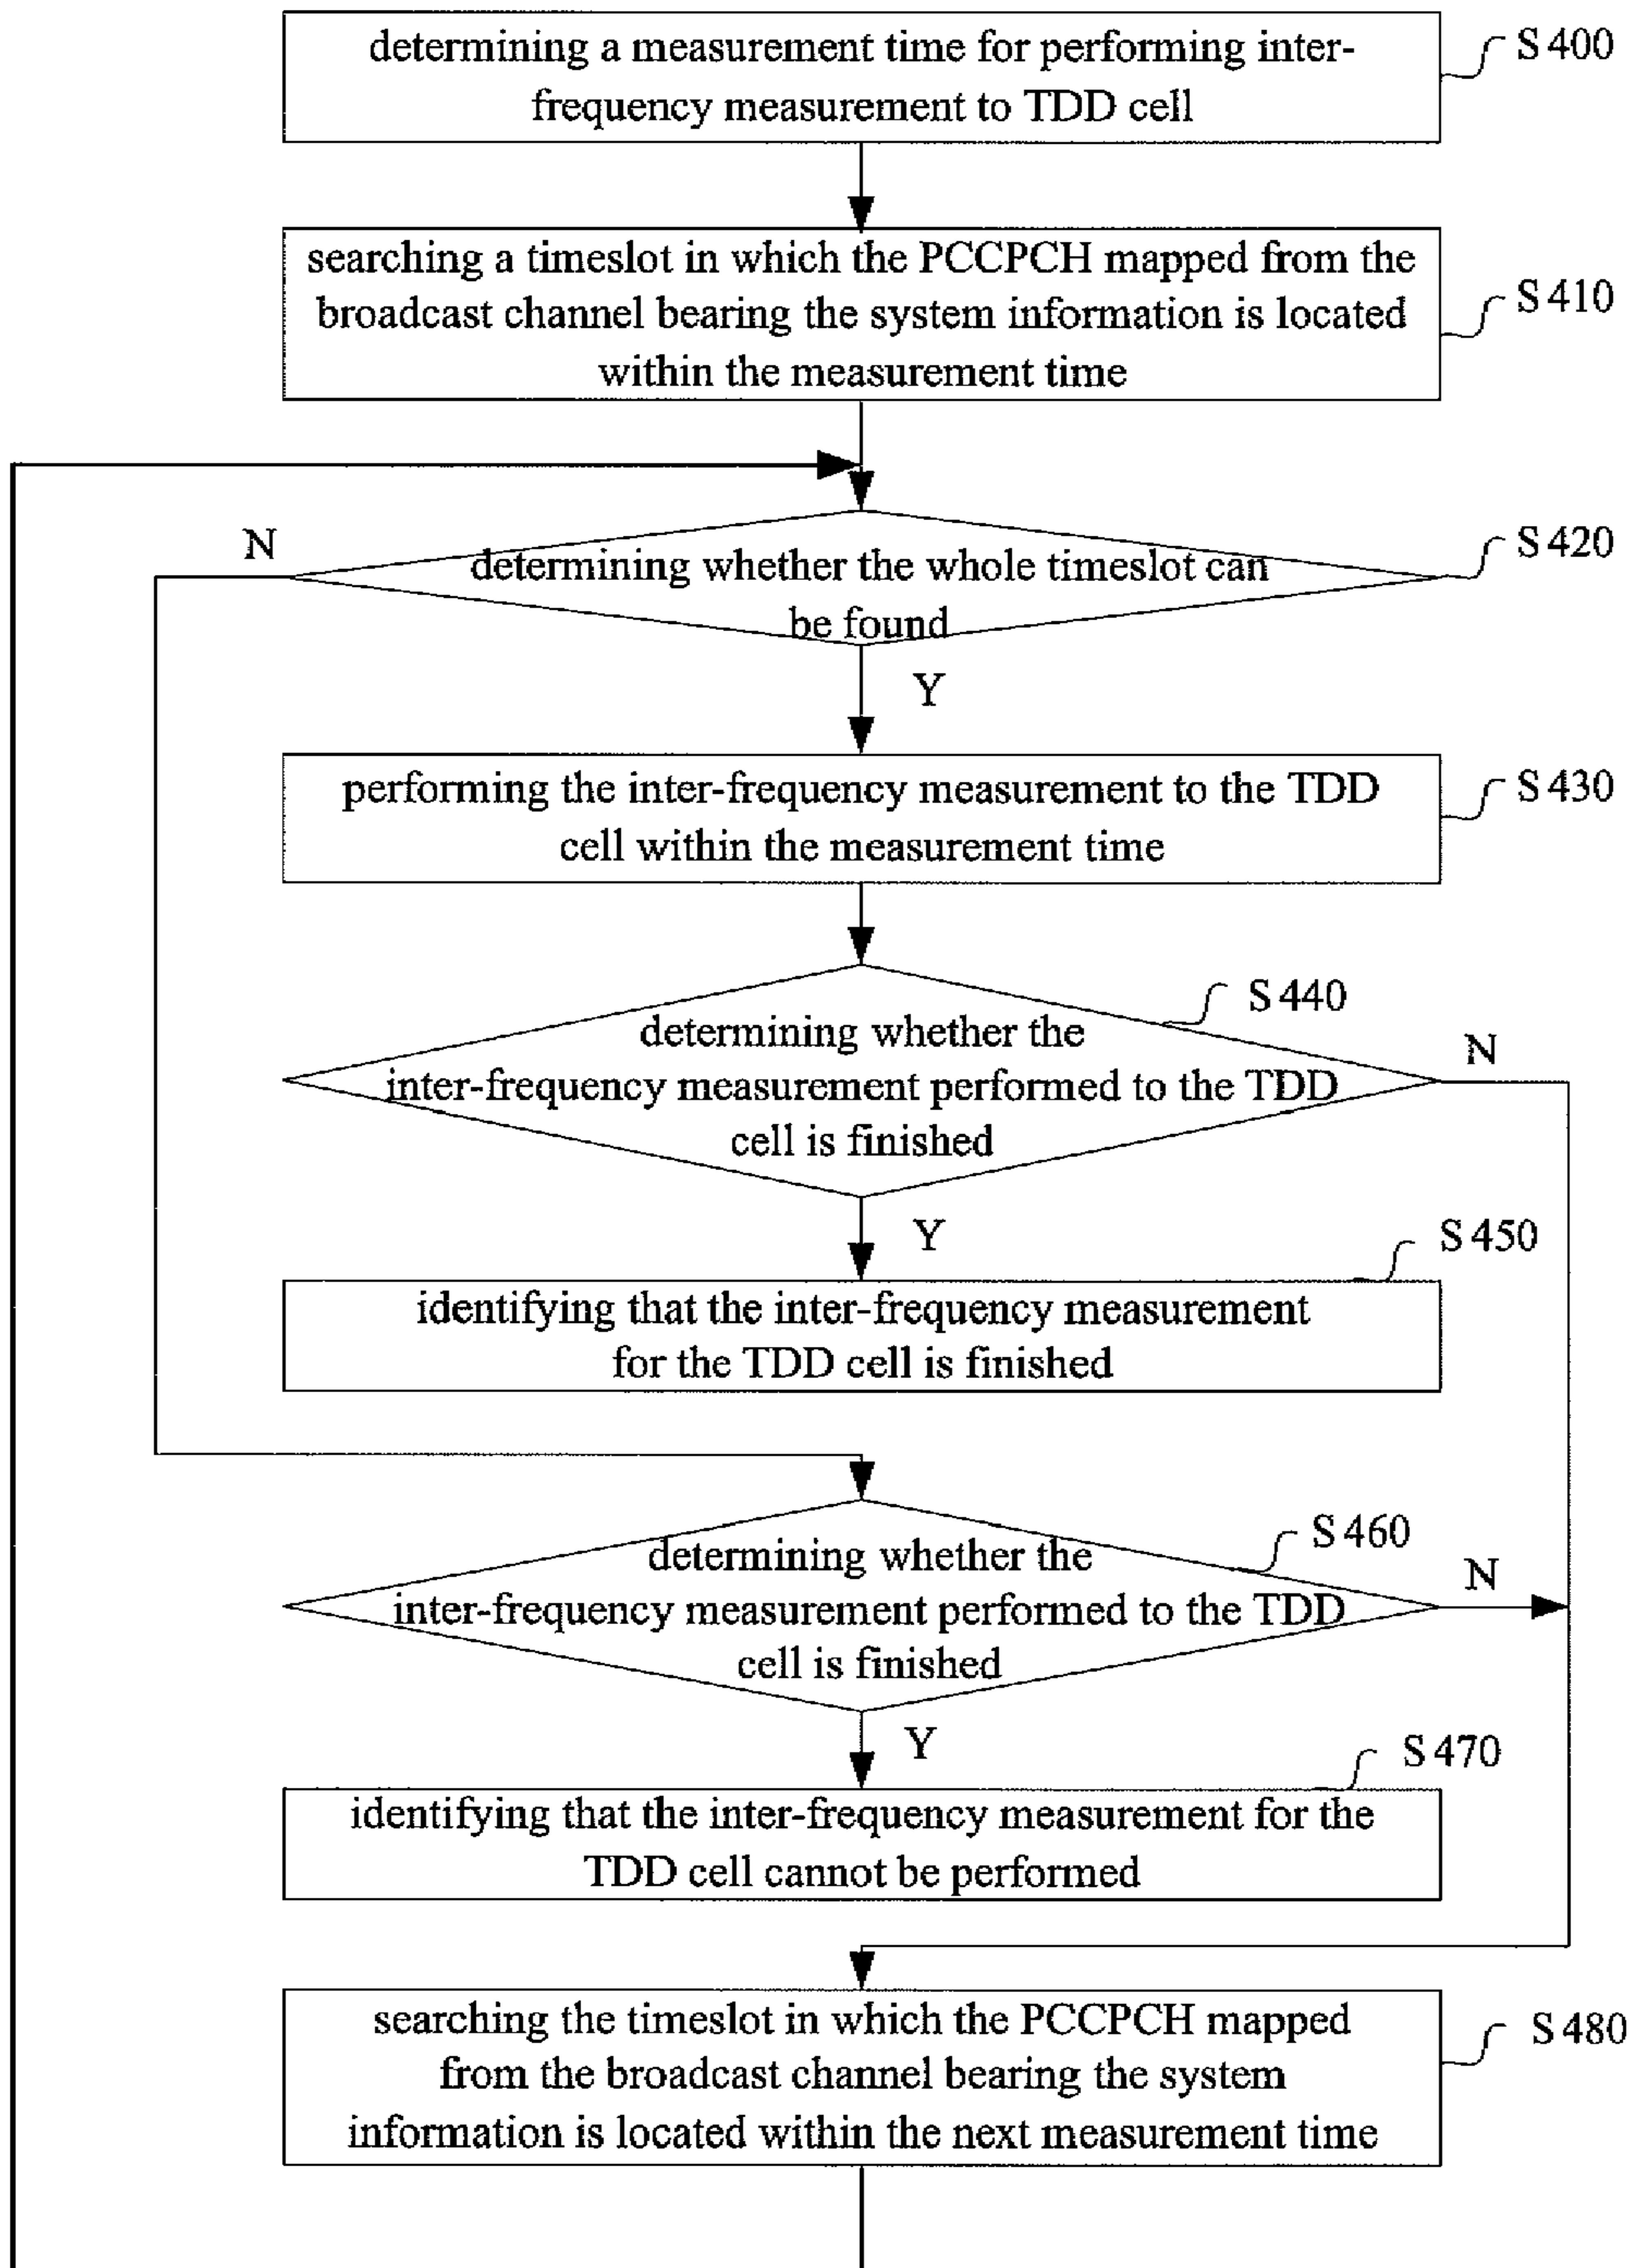 determining a measurement time for performing inter-
frequency measurement to TDD cell
S400
searching a timeslot in which the PCCPCH mapped from the
broadcast channel bearing the system information is located
within the measurement time
S410
N
determining whether the whole timeslot can
be found
S420
Y
performing the inter-frequency measurement to the TDD
cell within the measurement time
S430
S440
determining whether the
inter-frequency measurement performed to the TDD
cell is finished
N
Y
S450
identifying that the inter-frequency measurement
for the TDD cell is finished
S460
determining whether the
inter-frequency measurement performed to the TDD
cell is finished
N
Y
S470
identifying that the inter-frequency measurement for the
TDD cell cannot be performed
searching the timeslot in which the PCCPCH mapped
from the broadcast channel bearing the system
information is located within the next measurement time
S480